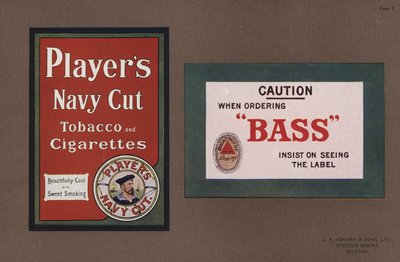 Player's
Navy Cut
Tobacco and
Cigarettes
Beautifully Cool
and
Sweet Smoking
PLAYER'S
NAVY CUT.
CAUTION
WHEN ORDERING
"BASS"
INSIST ON SEEING
THE LABEL